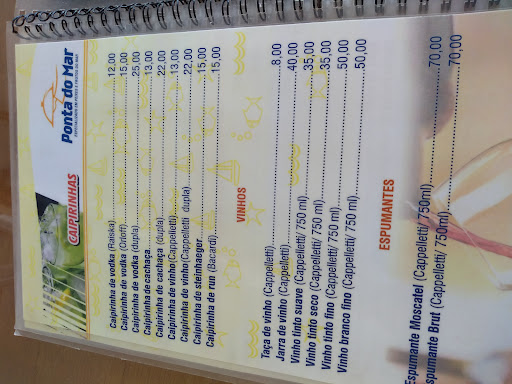 Ponta do Mar
CAIPIRINHAS
Caipirinha de vodka (Raiska)..........12,00
Caipirinha de vodka (Orloff)..........15,00
Caipirinha de vodka (dupla)..........25,00
Caipirinha de cachaça..........13,00
Caipirinha de cachaça (dupla)..........22,00
Caipirinha de vinho(Cappelletti)..........13,00
Caipirinha de vinho(Cappelletti dupla)..........22,00
Caipirinha de steinhaeger..........15,00
Caipirinha de run (Bacardi)..........15,00
VINHOS
Taça de vinho (Cappelletti)..........8,00
Jarra de vinho (Cappelletti)..........40,00
Vinho tinto suave (Cappelletti/ 750 ml)..........35,00
Vinho tinto seco (Cappelletti/ 750 ml)..........35,00
Vinho tinto fino (Cappelletti/ 750 ml)..........50,00
Vinho branco fino (Cappelletti/ 750 ml)..........50,00
ESPUMANTES
Espumante Moscatel (Cappelletti/750ml)..........70,00
Espumante Brut (Cappelletti/ 750ml)..........70,00